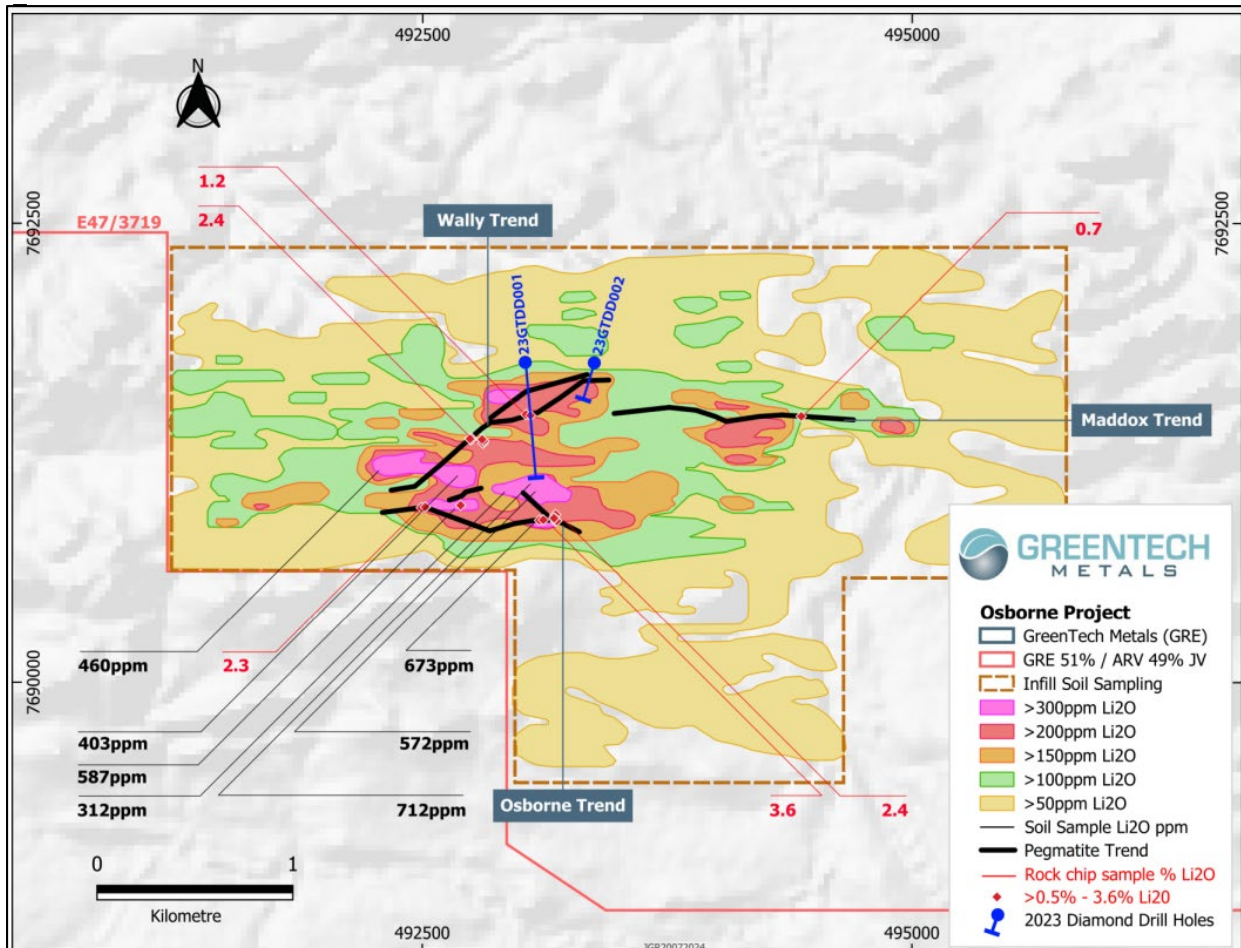 492500
495000
N
1.2
2.4
E47/3719
Wally Trend
0.7
7692500
7692500
23GTDD001
23GTDD002
Maddox Trend
GREENTECH
METALS
Osborne Project
GreenTech Metals (GRE)
GRE 51% / ARV 49% JV
Infill Soil Sampling
>300ppm Li2O
>200ppm Li2O
>150ppm Li2O
>100ppm Li2O
>50ppm Li2O
Soil Sample Li2O ppm
Pegmatite Trend
Rock chip sample % Li2O
>0.5% - 3.6% Li20
2023 Diamond Drill Holes
460ppm
2.3
673ppm
7690000
403ppm
572ppm
587ppm
312ppm
712ppm
Osborne Trend
3.6
2.4
0
1
Kilometre
492500
495000
JGR20072024